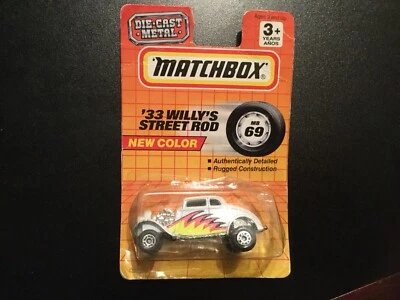 DIE-CAST
METAL
3+
YEARS
AÑOS
MATCHBOX®
'33 WILLY'S
STREET ROD
MB
69
NEW COLOR
■ Authentically Detailed
■ Rugged Construction